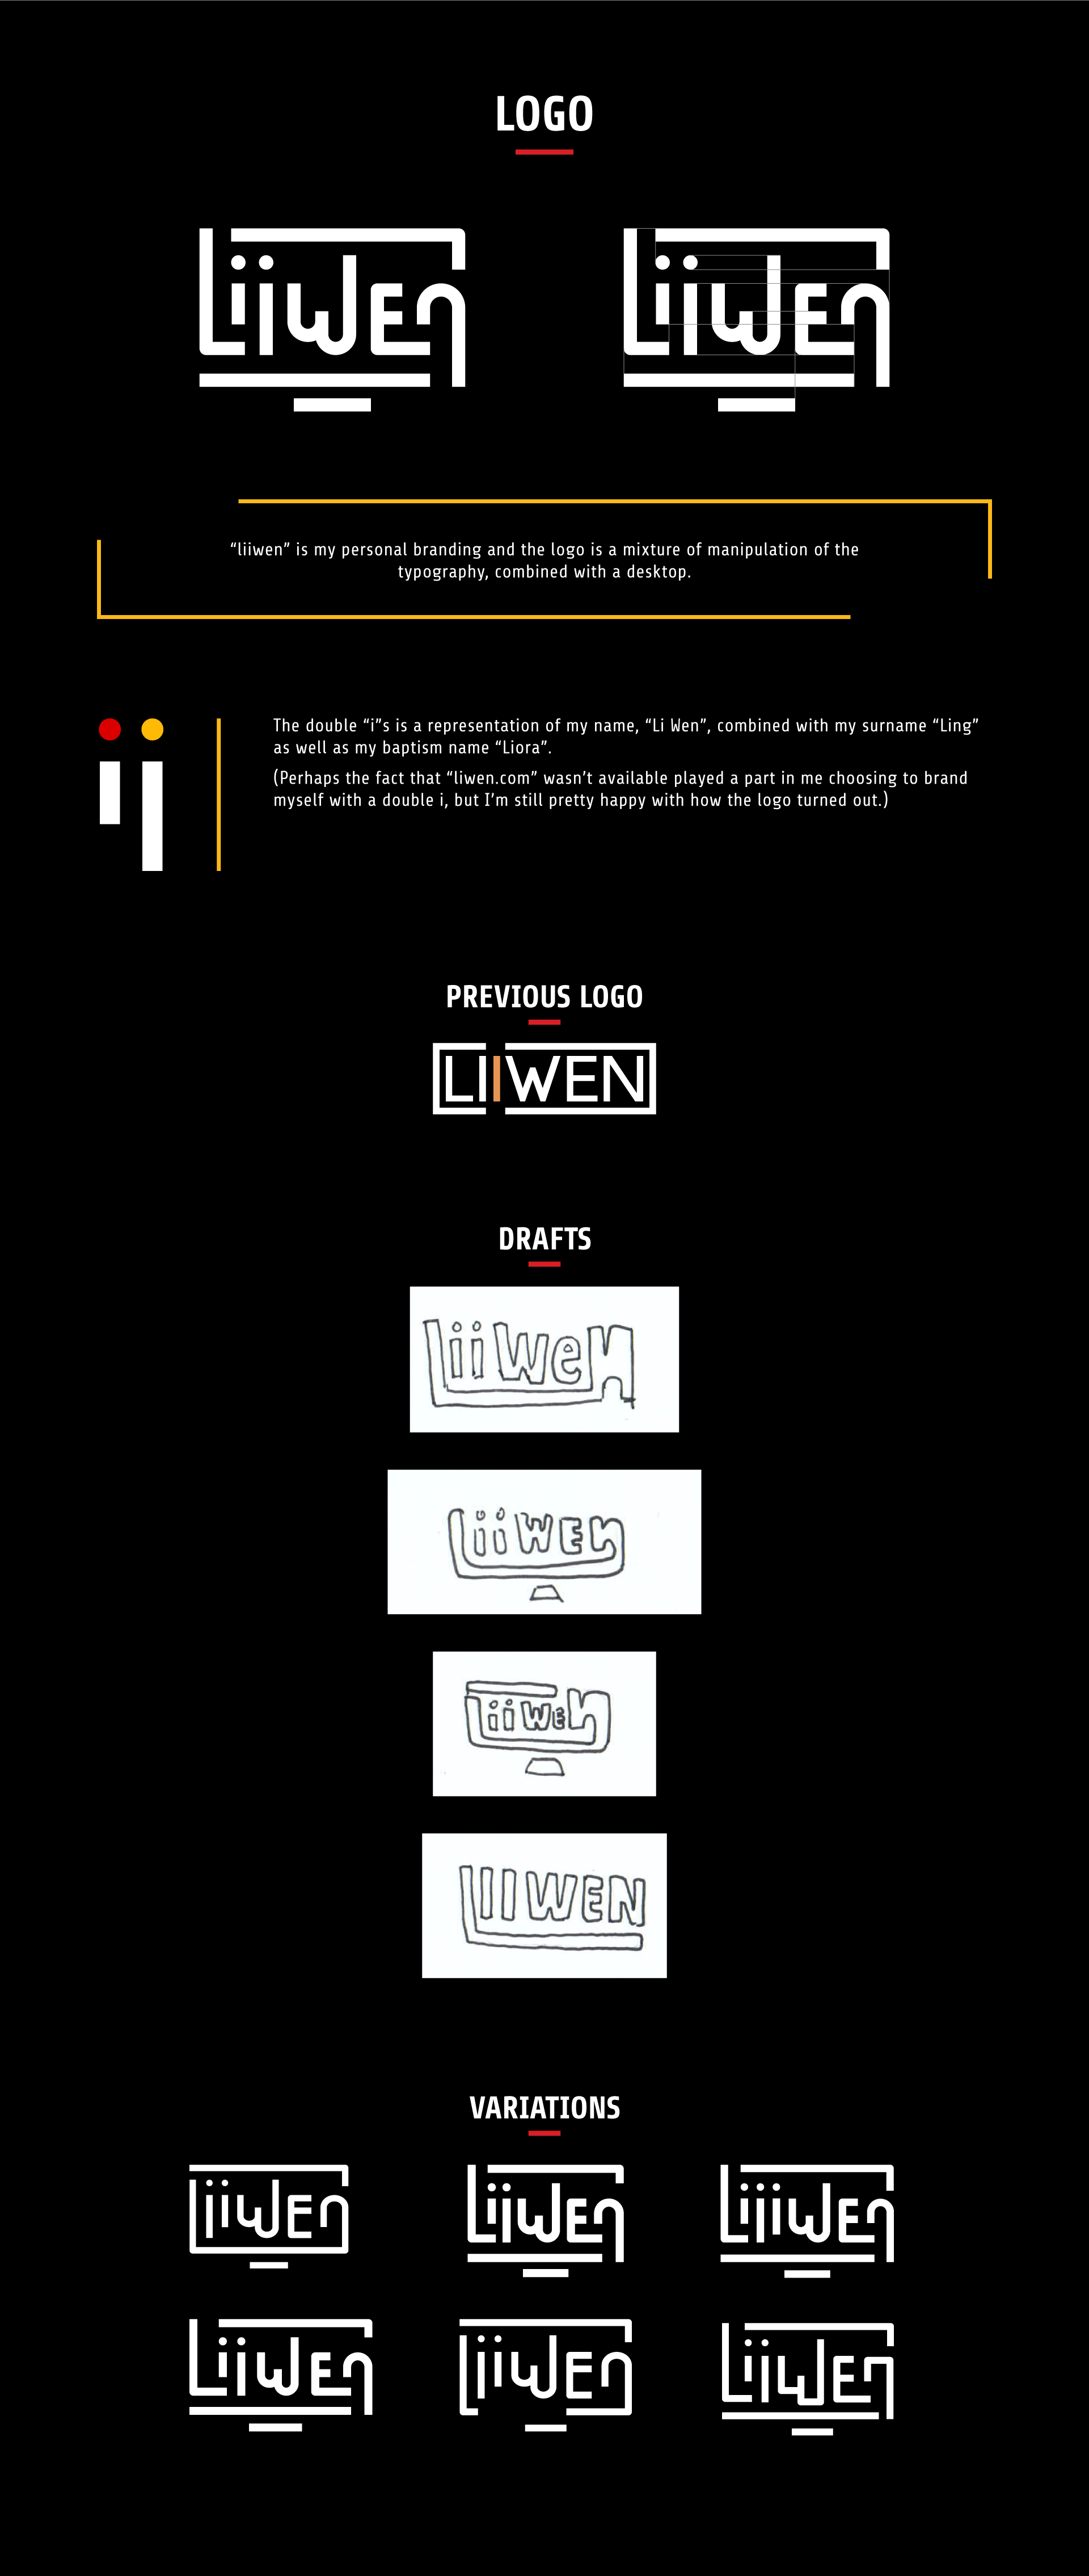 LOGO
liiwEn liiwEn
“liiwen” is my personal branding and the logo is a mixture of manipulation of the
typography, combined with a desktop.
ii
The double “i”s is a representation of my name, “Li Wen”, combined with my surname “Ling”
as well as my baptism name “Liora”.
(Perhaps the fact that “liwen.com” wasn’t available played a part in me choosing to brand
myself with a double i, but I’m still pretty happy with how the logo turned out.)
PREVIOUS LOGO
LIIWEN
DRAFTS
liiwen
liiwEn
liiwEn
LIIWEN
VARIATIONS
liiwEn LiiwEn LiiiwEn
LiiwEn liiwEn LiiwEn